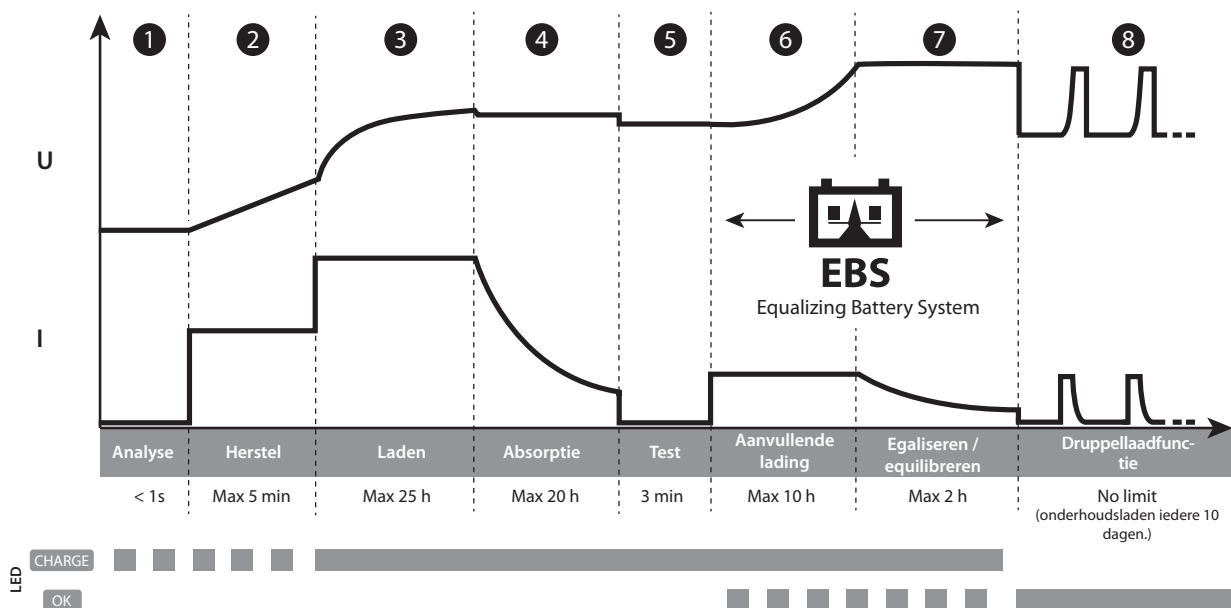 1 2 3 4 5 6 7 8
U
EBS
Equalizing Battery System
I
Analyse Herstel Laden Absorptie Test Aanvullende lading Egaliseren / equilibreren Druppellaadfunc-
tie
< 1s Max 5 min Max 25 h Max 20 h 3 min Max 10 h Max 2 h No limit
(onderhoudsladen iedere 10
dagen.)
LED
CHARGE
OK